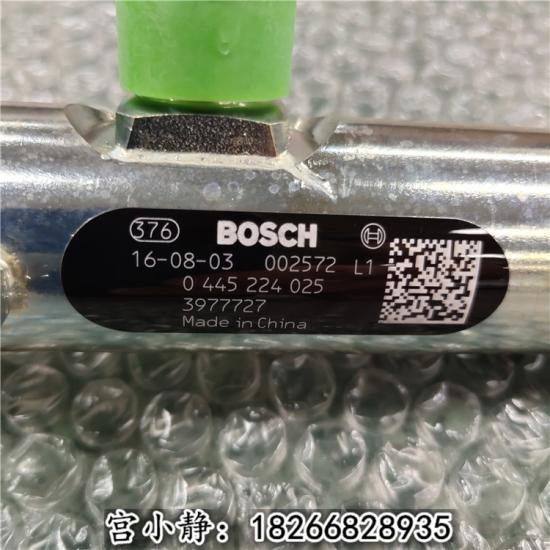 376 BOSCH
16-08-03 002572 L1
0 445 224 025
3977727
Made in China
宫小静：18266828935